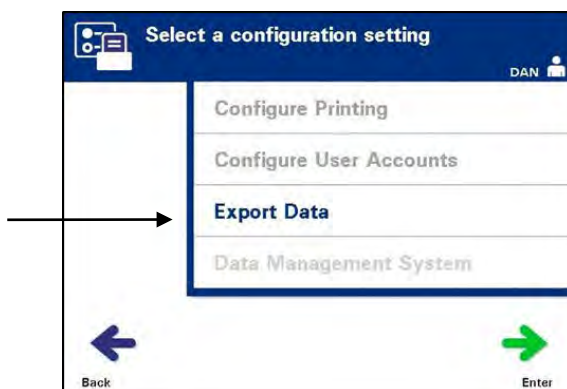 Select a configuration setting
DAN
Configure Printing
Configure User Accounts
Export Data
Data Management System
Back
Enter